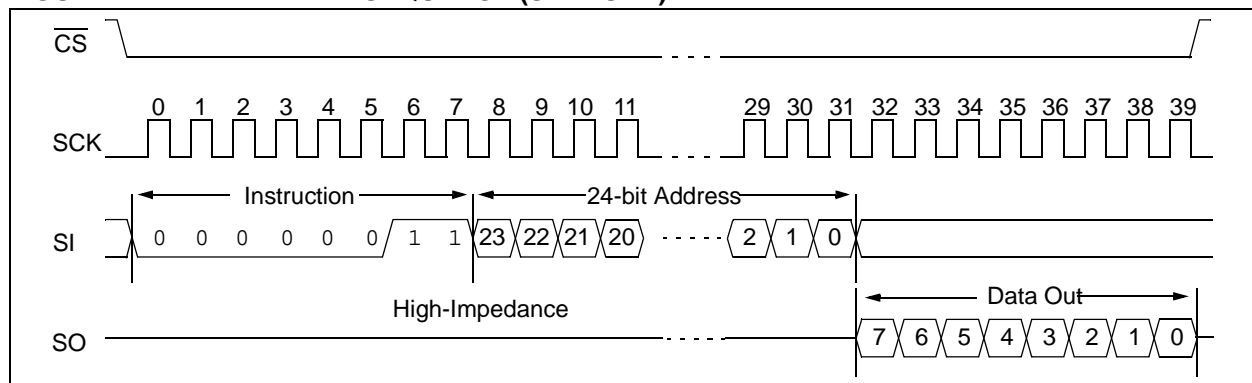 CS
0 1 2 3 4 5 6 7 8 9 10 11 29 30 31 32 33 34 35 36 37 38 39
SCK
Instruction 24-bit Address
SI 0 0 0 0 0 0 1 1 23 22 21 20 2 1 0
High-Impedance Data Out
SO 7 6 5 4 3 2 1 0